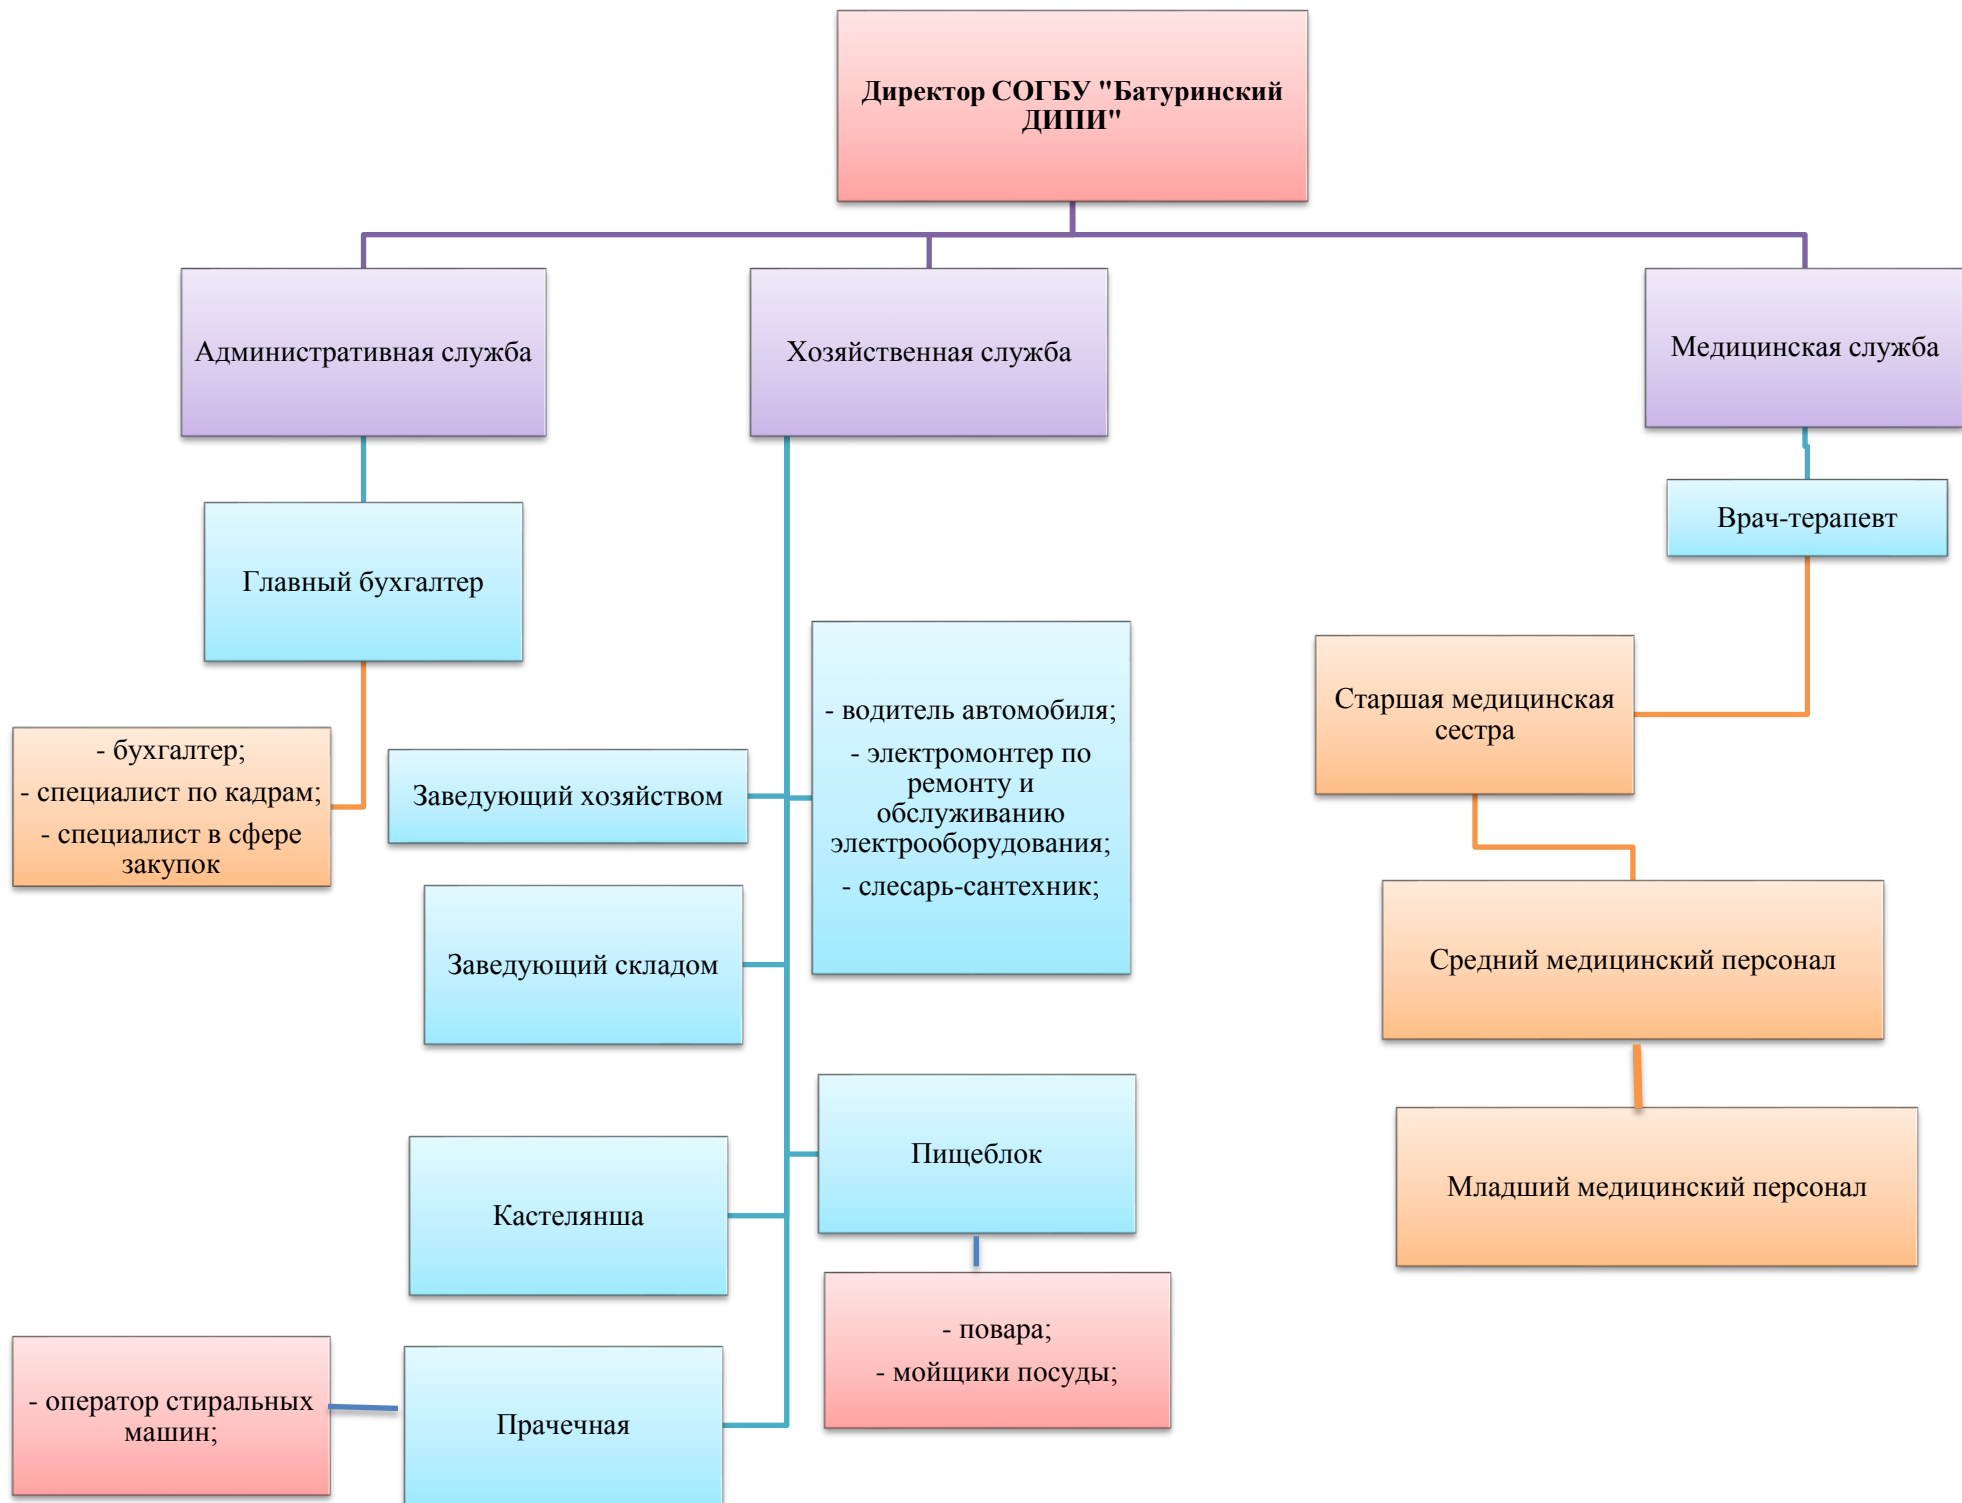 Директор СОГБУ "Батуринский
ДИПИ"
Административная служба
Хозяйственная служба
Медицинская служба
Главный бухгалтер
- бухгалтер;
- специалист по кадрам;
- специалист в сфере
закупок
Заведующий хозяйством
- водитель автомобиля;
- электромонтер по
ремонту и
обслуживанию
электрооборудования;
- слесарь-сантехник;
Заведующий складом
Кастелянша
Пищеблок
- повара;
- мойщики посуды;
Прачечная
- оператор стиральных
машин;
Врач-терапевт
Старшая медицинская
сестра
Средний медицинский персонал
Младший медицинский персонал